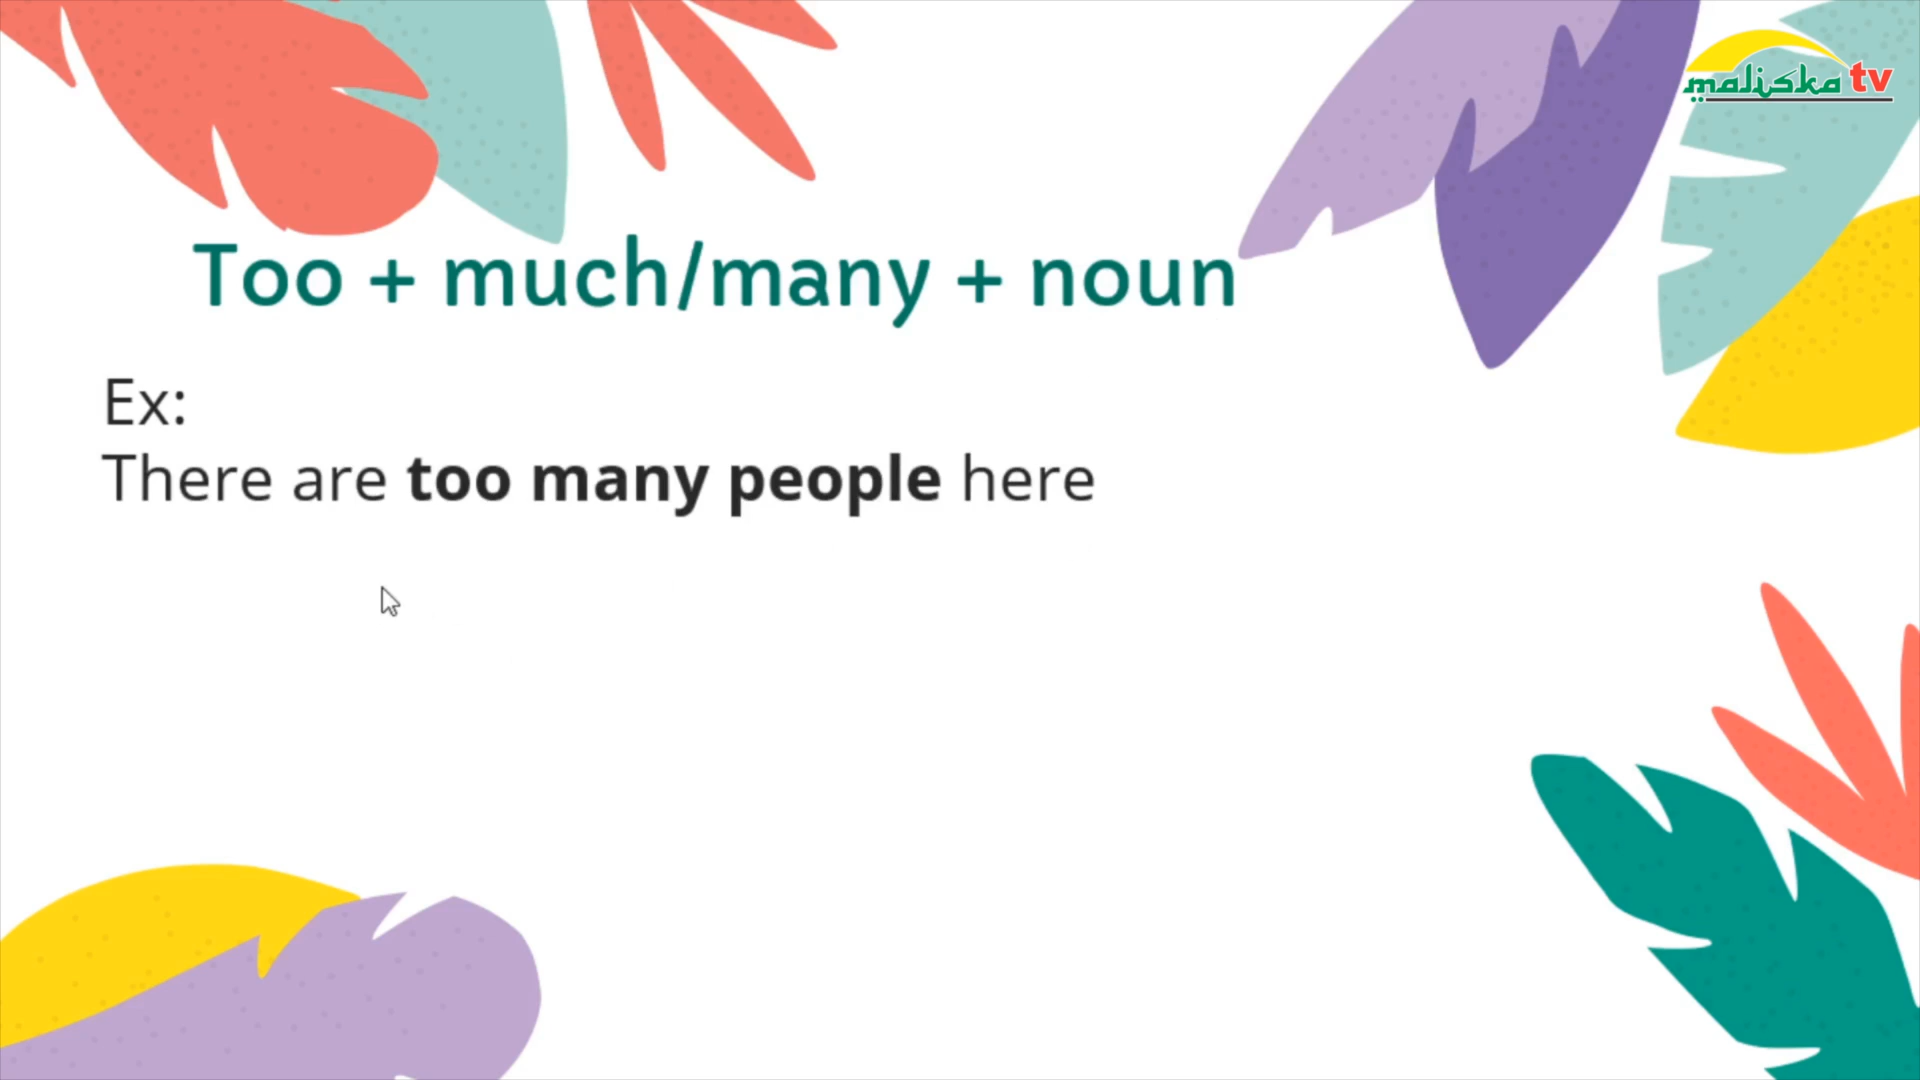 maliska tv
Too + much/many + noun
Ex:
There are too many people here